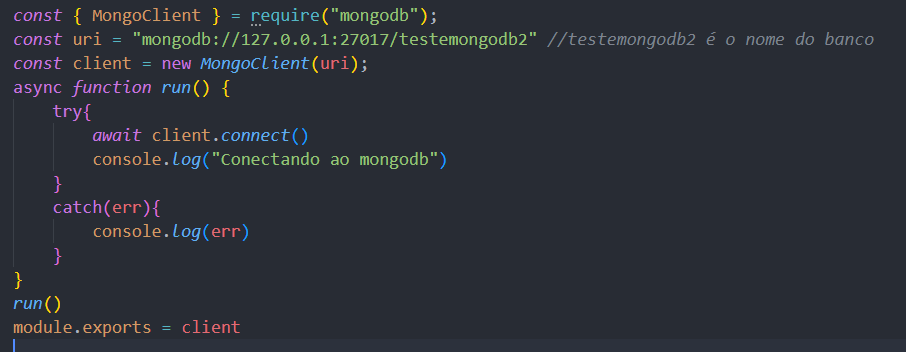 const { MongoClient } = require("mongodb");
const uri = "mongodb://127.0.0.1:27017/testemongodb2" //testemongodb2 é o nome do banco
const client = new MongoClient(uri);
async function run() {
    try{
        await client.connect()
        console.log("Conectando ao mongodb")
    }
    catch(err){
        console.log(err)
    }
}
run()
module.exports = client